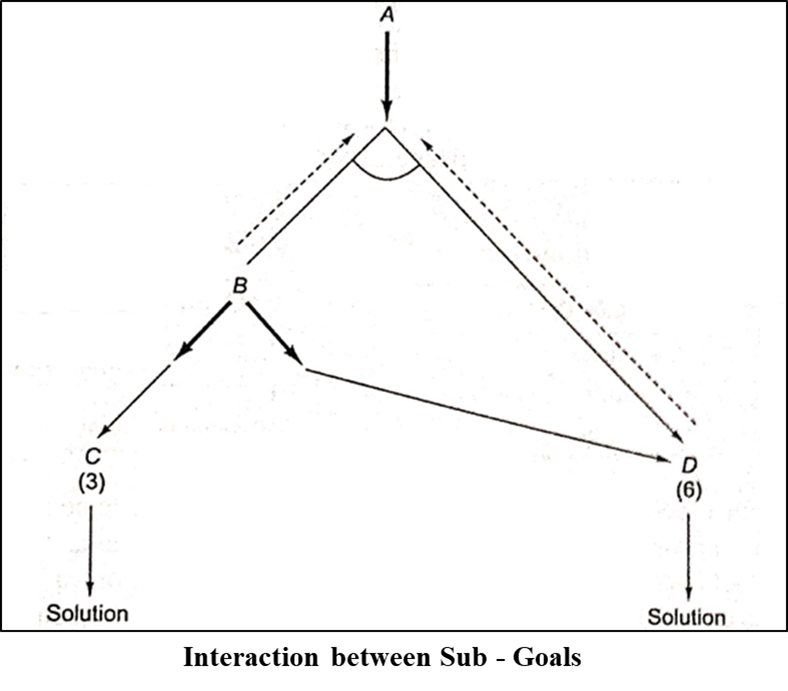 A
B
C
(3)
D
(6)
Solution
Solution
Interaction between Sub - Goals